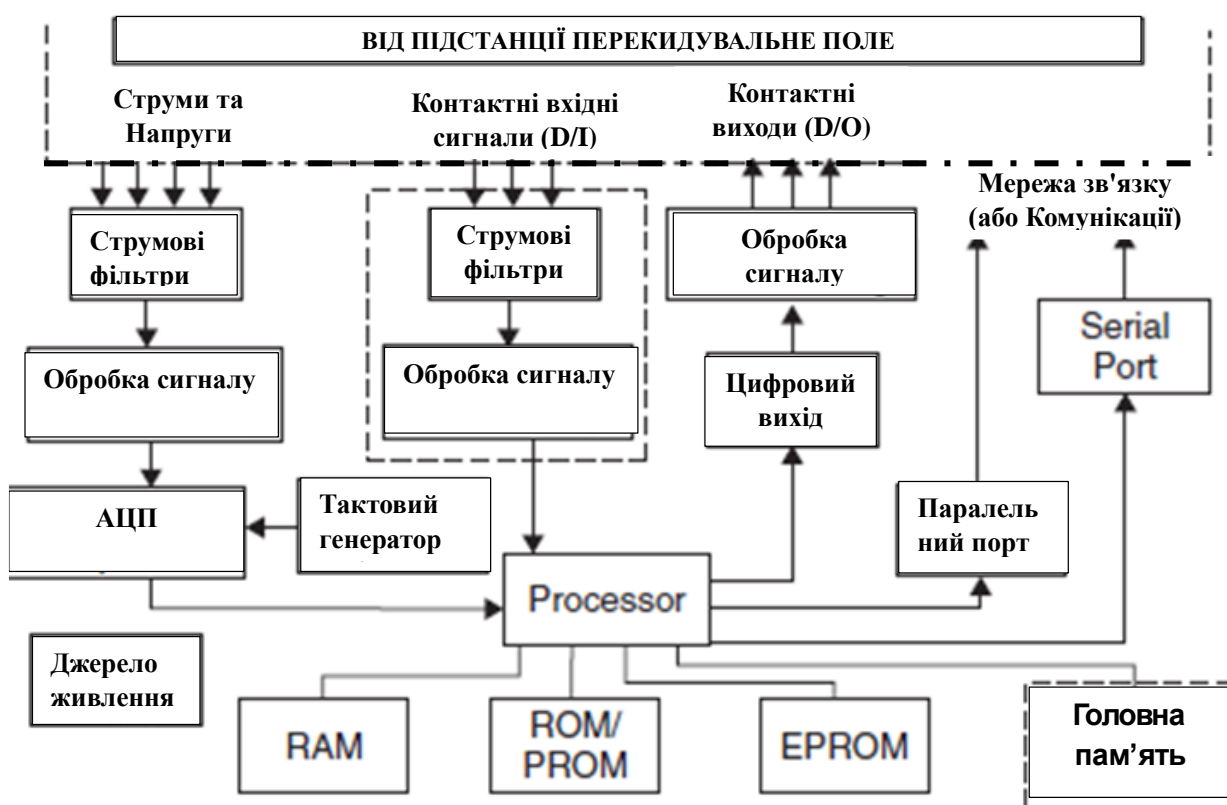 ВІД ПІДСТАНЦІЇ ПЕРЕКИДУВАЛЬНЕ ПОЛЕ
Струми та
Напруги
Контактні вхідні
сигнали (D/I)
Контактні
виходи (D/O)
Мережа зв'язку
(або Комунікації)
Струмові
фільтри
Струмові
фільтри
Обробка
сигналу
Serial
Port
Обробка сигналу
Обробка сигналу
Цифровий
вихід
АЦП
Тактовий
генератор
Паралель
ний порт
Processor
Джерело
живлення
RAM
ROM/
PROM
EPROM
Головна
пам’ять